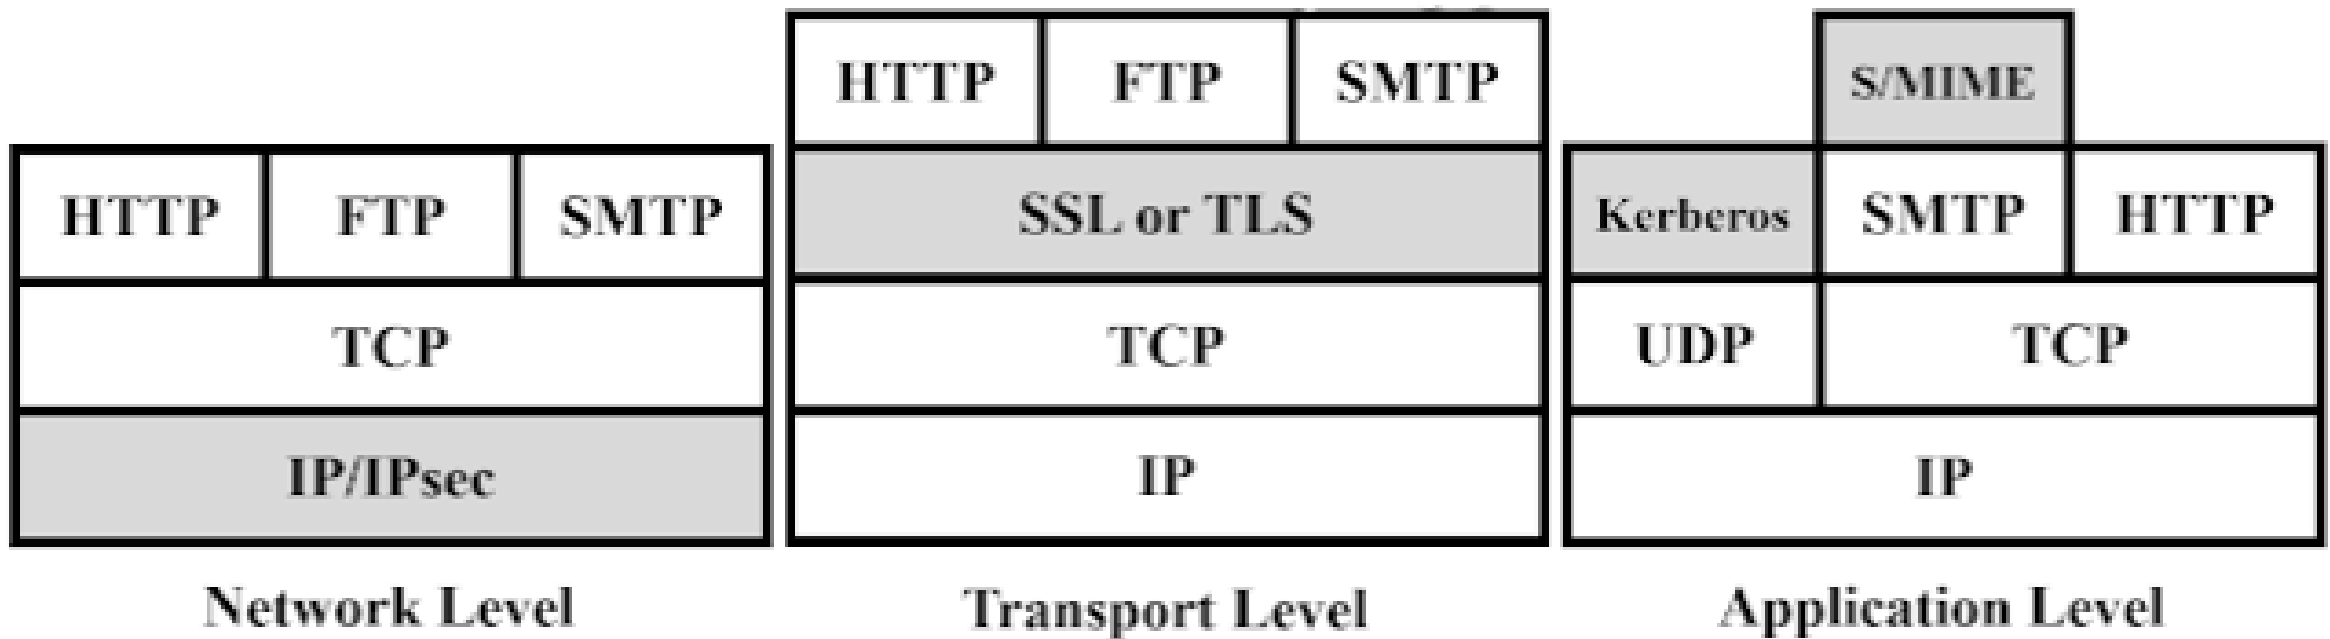 HTTP FTP SMTP
TCP
IP/IPsec
Network Level
HTTP FTP SMTP
SSL or TLS
TCP
IP
Transport Level
S/MIME
Kerberos SMTP HTTP
UDP TCP
IP
Application Level